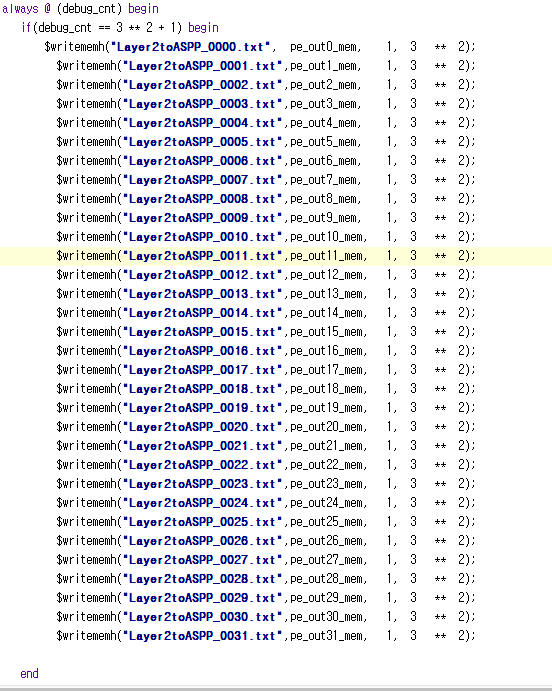 always @ (debug_cnt) begin
if(debug_cnt == 3 ** 2 + 1) begin
$writememh("Layer2toASPP_0000.txt", pe_out0_mem, 1, 3 ** 2);
$writememh("Layer2toASPP_0001.txt",pe_out1_mem, 1, 3 ** 2);
$writememh("Layer2toASPP_0002.txt",pe_out2_mem, 1, 3 ** 2);
$writememh("Layer2toASPP_0003.txt",pe_out3_mem, 1, 3 ** 2);
$writememh("Layer2toASPP_0004.txt",pe_out4_mem, 1, 3 ** 2);
$writememh("Layer2toASPP_0005.txt",pe_out5_mem, 1, 3 ** 2);
$writememh("Layer2toASPP_0006.txt",pe_out6_mem, 1, 3 ** 2);
$writememh("Layer2toASPP_0007.txt",pe_out7_mem, 1, 3 ** 2);
$writememh("Layer2toASPP_0008.txt",pe_out8_mem, 1, 3 ** 2);
$writememh("Layer2toASPP_0009.txt",pe_out9_mem, 1, 3 ** 2);
$writememh("Layer2toASPP_0010.txt",pe_out10_mem, 1, 3 ** 2);
$writememh("Layer2toASPP_0011.txt",pe_out11_mem, 1, 3 ** 2);
$writememh("Layer2toASPP_0012.txt",pe_out12_mem, 1, 3 ** 2);
$writememh("Layer2toASPP_0013.txt",pe_out13_mem, 1, 3 ** 2);
$writememh("Layer2toASPP_0014.txt",pe_out14_mem, 1, 3 ** 2);
$writememh("Layer2toASPP_0015.txt",pe_out15_mem, 1, 3 ** 2);
$writememh("Layer2toASPP_0016.txt",pe_out16_mem, 1, 3 ** 2);
$writememh("Layer2toASPP_0017.txt",pe_out17_mem, 1, 3 ** 2);
$writememh("Layer2toASPP_0018.txt",pe_out18_mem, 1, 3 ** 2);
$writememh("Layer2toASPP_0019.txt",pe_out19_mem, 1, 3 ** 2);
$writememh("Layer2toASPP_0020.txt",pe_out20_mem, 1, 3 ** 2);
$writememh("Layer2toASPP_0021.txt",pe_out21_mem, 1, 3 ** 2);
$writememh("Layer2toASPP_0022.txt",pe_out22_mem, 1, 3 ** 2);
$writememh("Layer2toASPP_0023.txt",pe_out23_mem, 1, 3 ** 2);
$writememh("Layer2toASPP_0024.txt",pe_out24_mem, 1, 3 ** 2);
$writememh("Layer2toASPP_0025.txt",pe_out25_mem, 1, 3 ** 2);
$writememh("Layer2toASPP_0026.txt",pe_out26_mem, 1, 3 ** 2);
$writememh("Layer2toASPP_0027.txt",pe_out28_mem, 1, 3 ** 2);
$writememh("Layer2toASPP_0028.txt",pe_out28_mem, 1, 3 ** 2);
$writememh("Layer2toASPP_0029.txt",pe_out29_mem, 1, 3 ** 2);
$writememh("Layer2toASPP_0030.txt",pe_out30_mem, 1, 3 ** 2);
$writememh("Layer2toASPP_0031.txt",pe_out31_mem, 1, 3 ** 2);
end